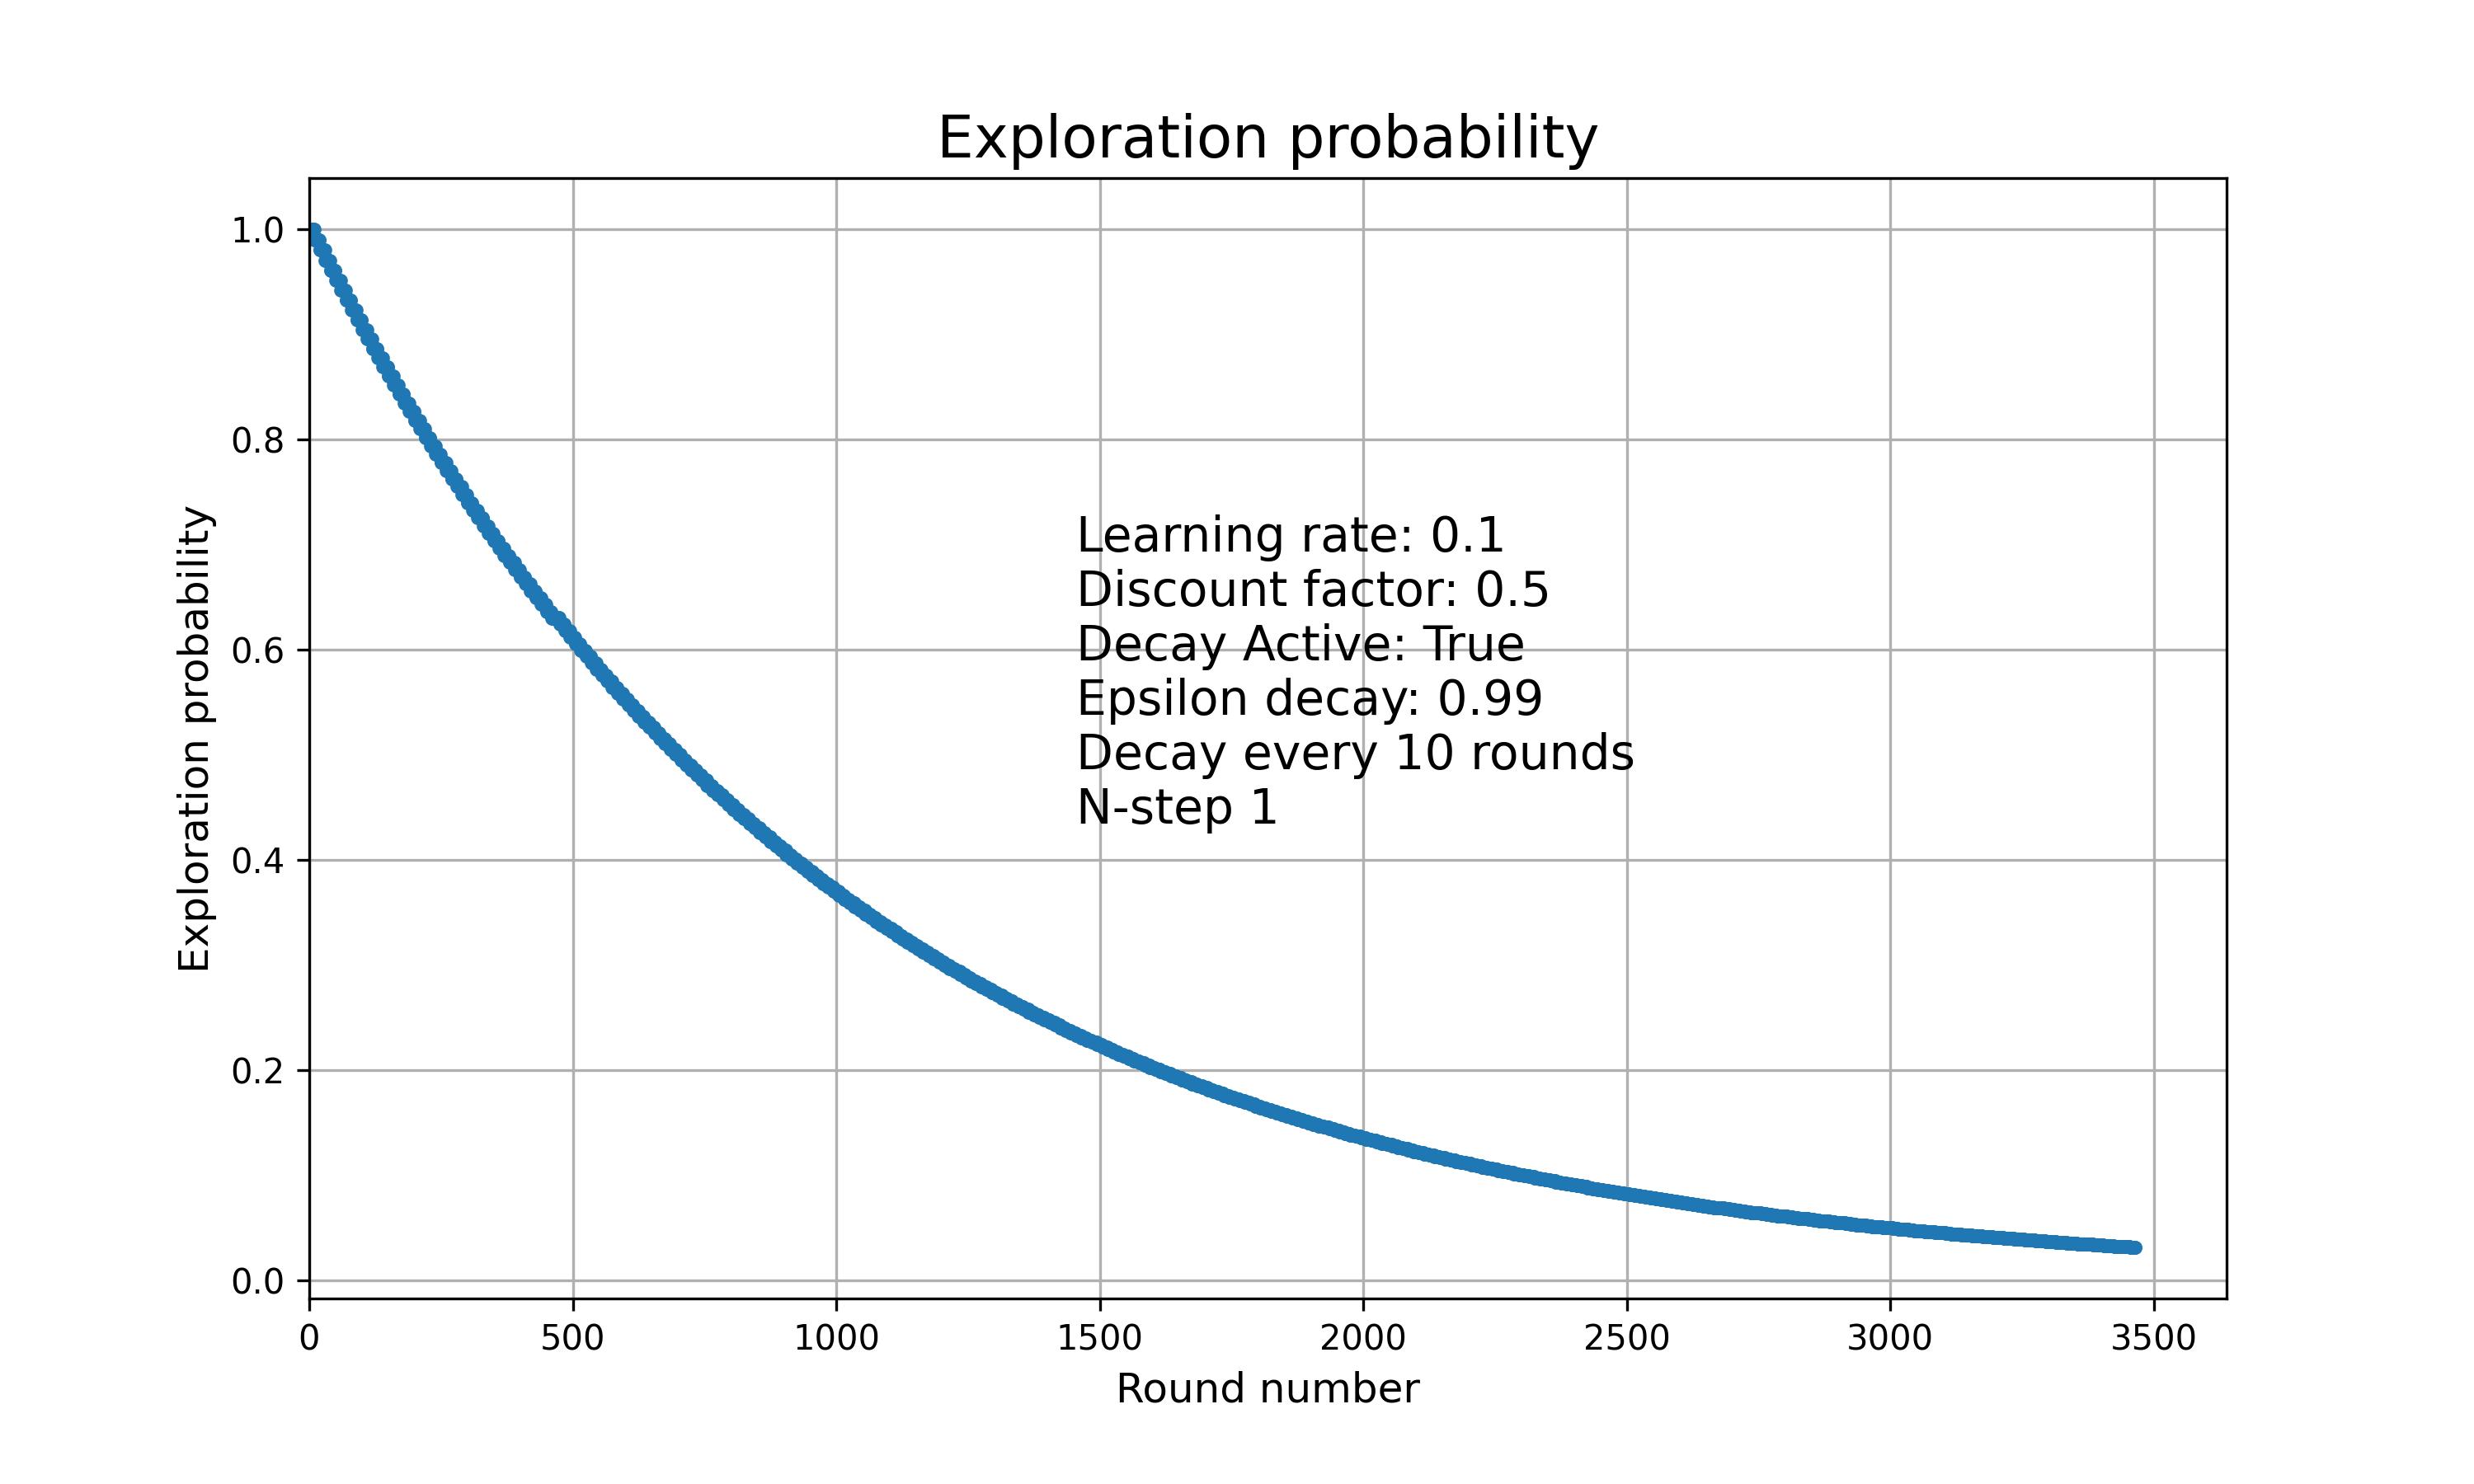 Exploration probability
1.0
0.8
0.6
0.4
0.2
0.0
Exploration probability
Learning rate: 0.1
Discount factor: 0.5
Decay Active: True
Epsilon decay: 0.99
Decay every 10 rounds
N-step 1
0 500 1000 1500 2000 2500 3000 3500
Round number